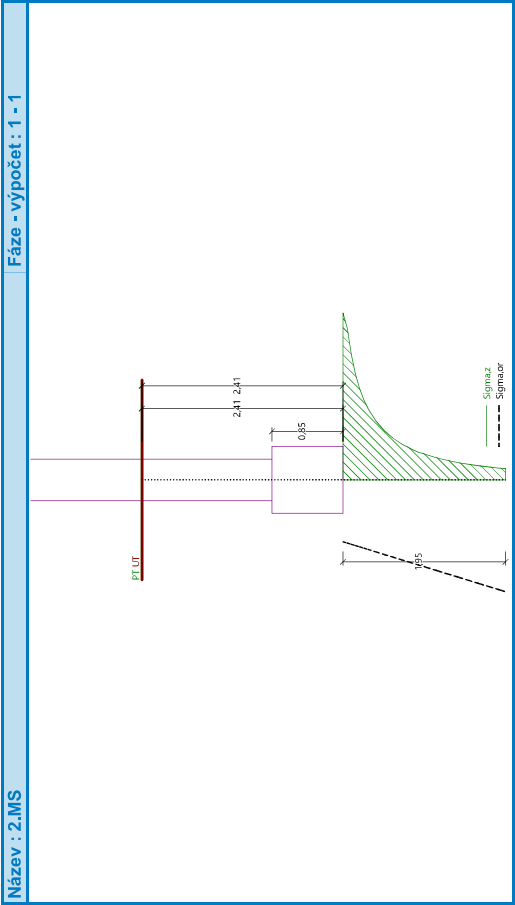 Název : 2.MS
Fáze - výpočet : 1 - 1
PT UT
2,41
2,41
0,85
1,95
Sigma,z
Sigma,or